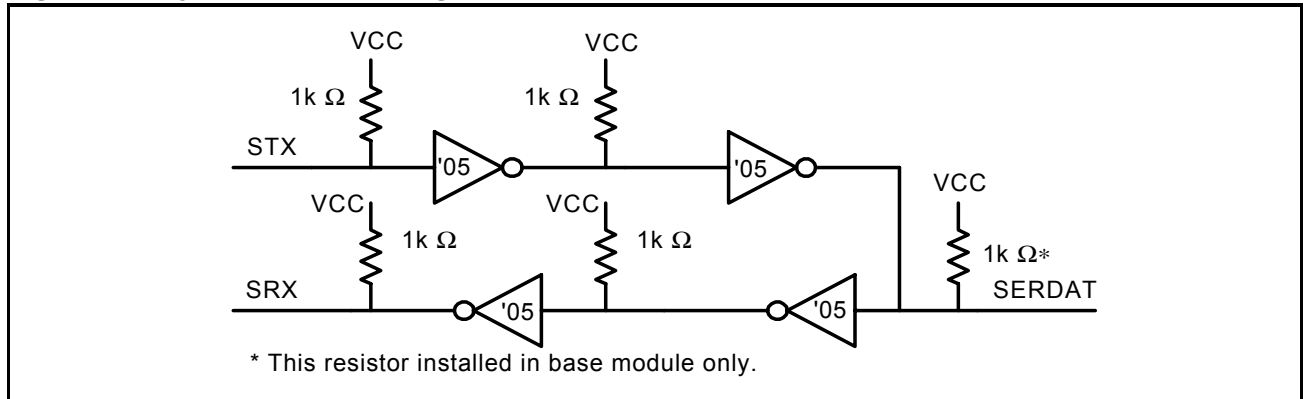 VCC
VCC
1k Ω
1k Ω
STX
'05
'05
VCC
VCC
VCC
1k Ω
1k Ω
1k Ω*
SRX
'05
'05
SERDAT
* This resistor installed in base module only.